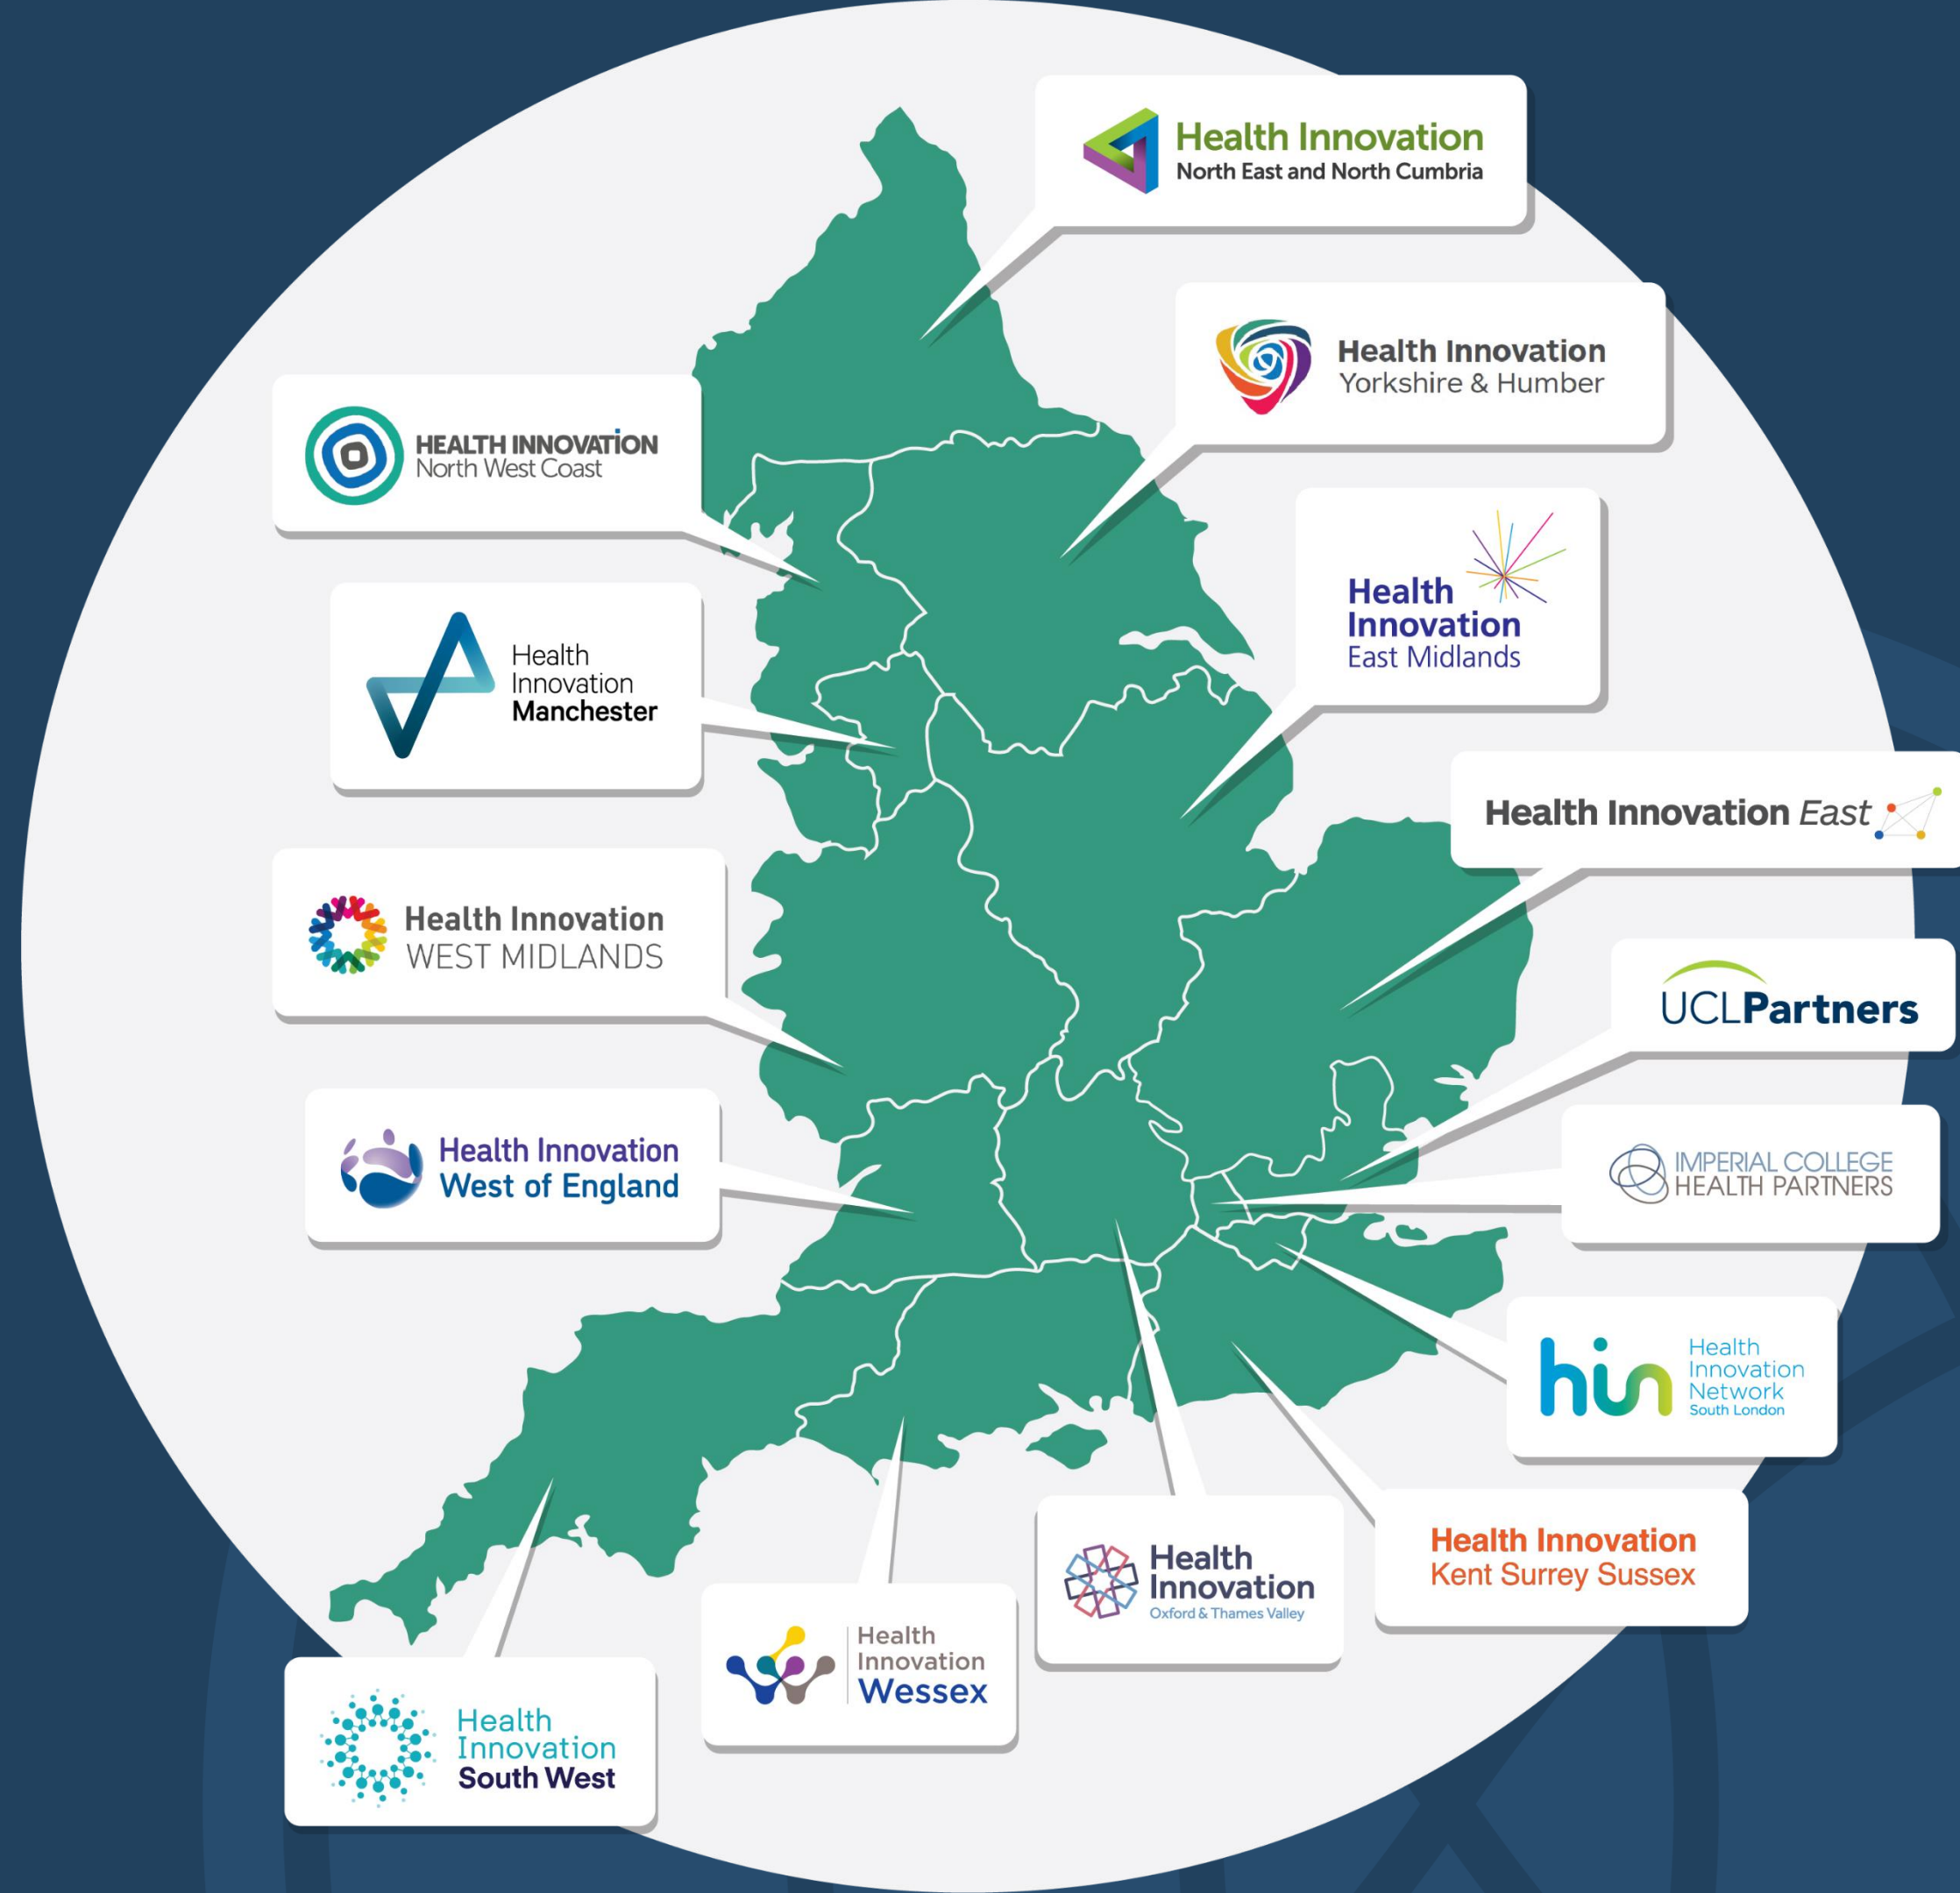 Health Innovation
North East and North Cumbria
Health Innovation
Yorkshire & Humber
HEALTH INNOVATION
North West Coast
Health
Innovation
East Midlands
Health
Innovation
Manchester
Health Innovation East
Health Innovation
WEST MIDLANDS
UCLPartners
Health Innovation
West of England
IMPERIAL COLLEGE
HEALTH PARTNERS
hin
Health
Innovation
Network
South London
Health Innovation
Kent Surrey Sussex
Health
Innovation
Oxford & Thames Valley
Health
Innovation
Wessex
Health
Innovation
South West